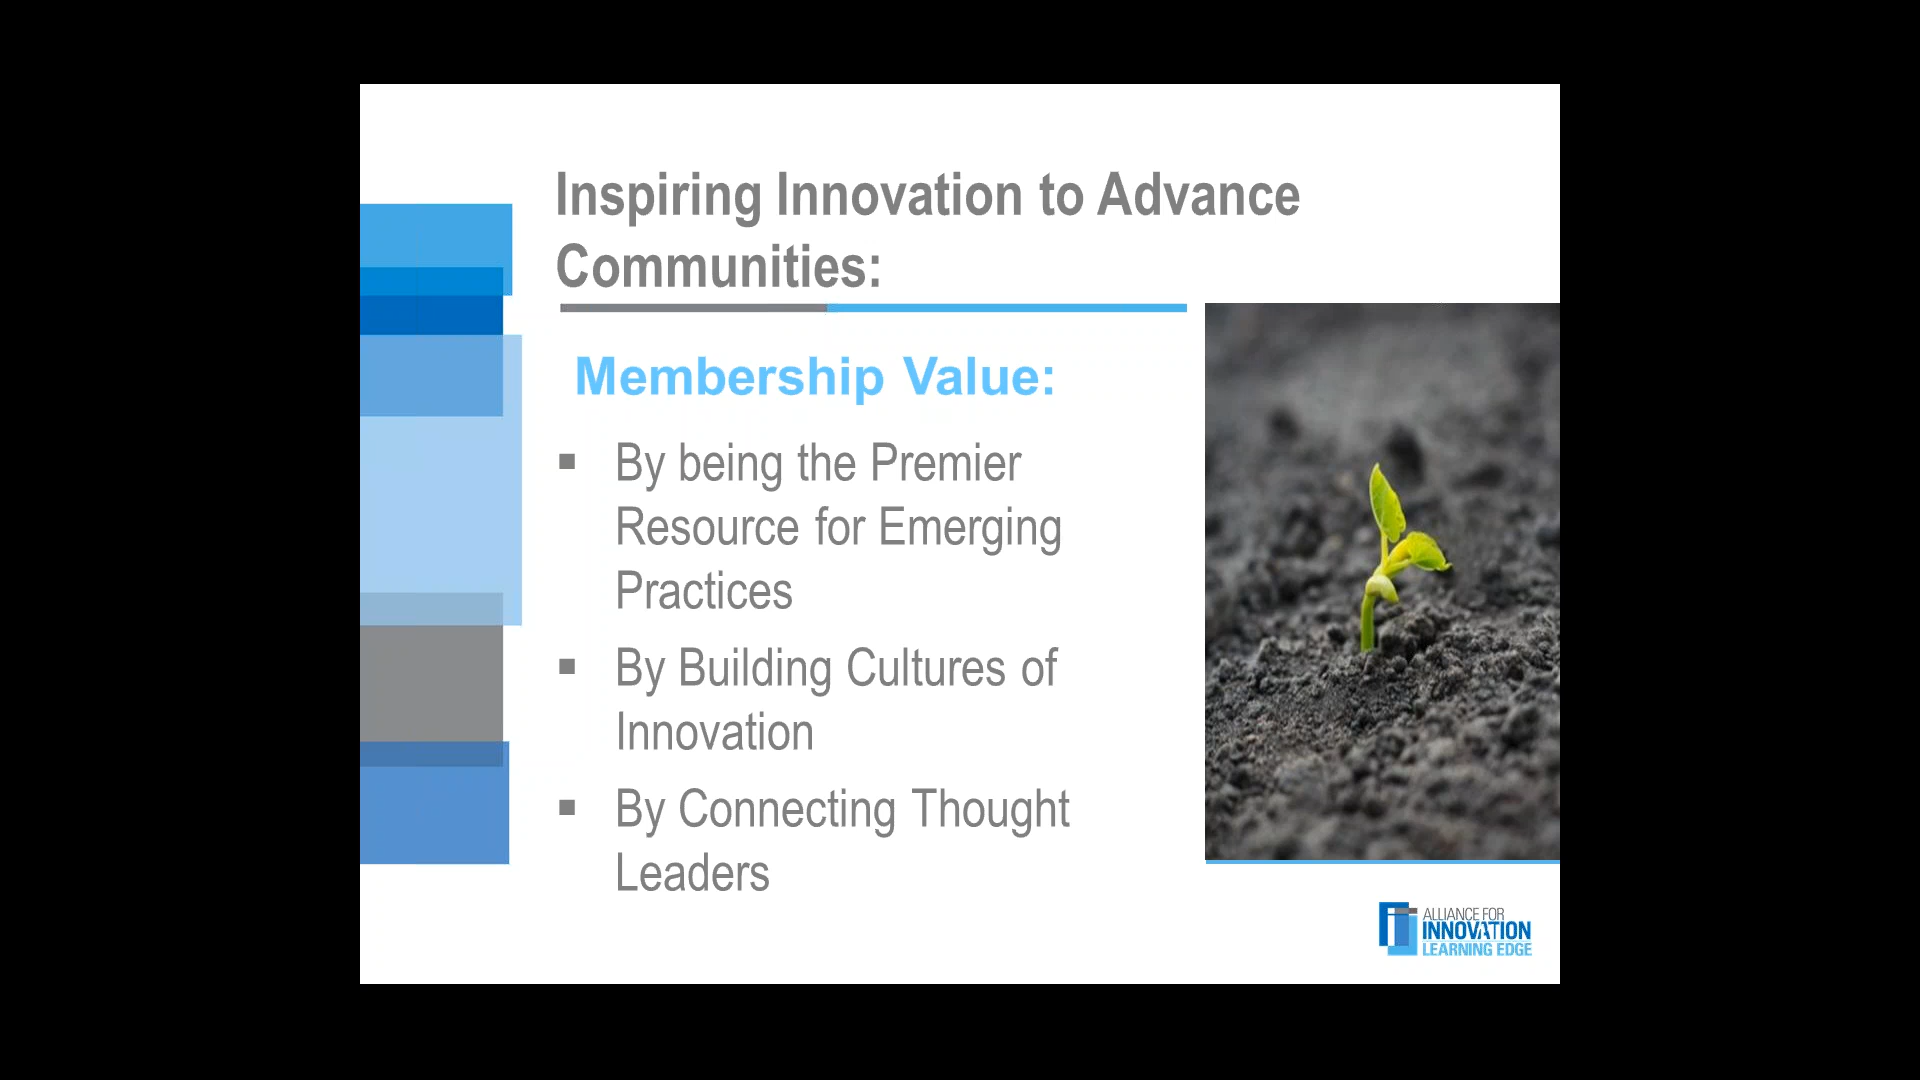 Inspiring Innovation to Advance
Communities:
Membership Value:
▪ By being the Premier
Resource for Emerging
Practices
▪ By Building Cultures of
Innovation
▪ By Connecting Thought
Leaders
ALLIANCE FOR
INNOVATION
LEARNING EDGE